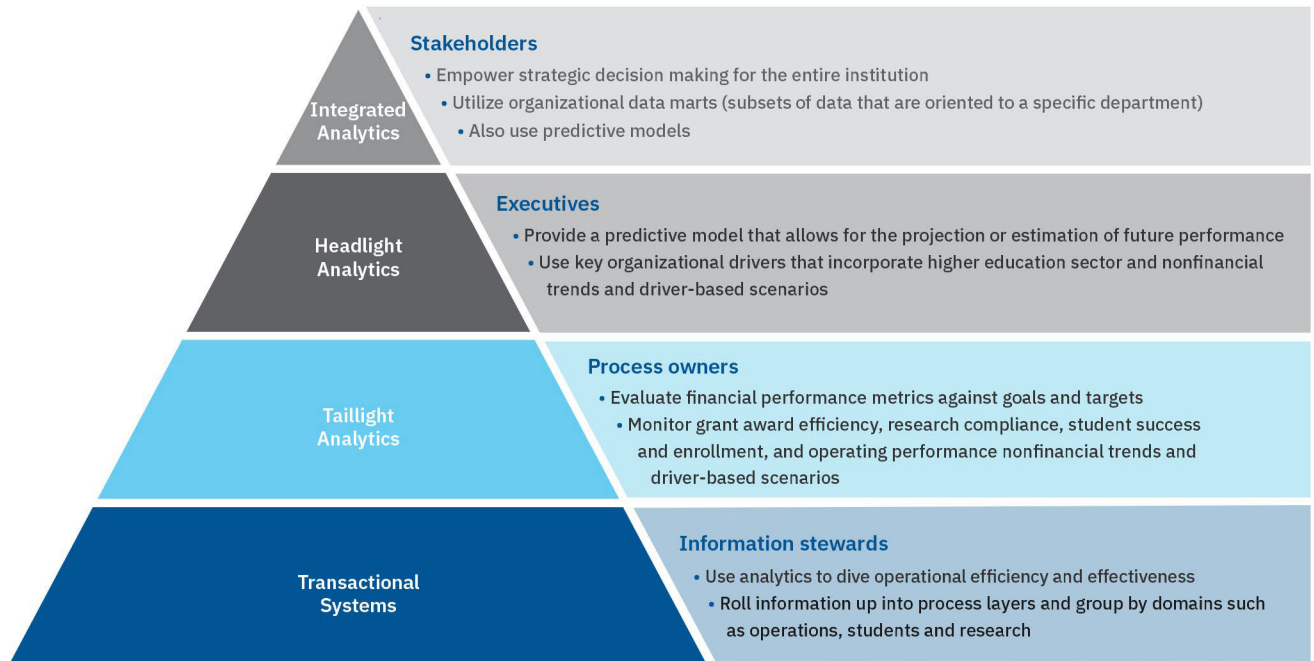 Stakeholders
• Empower strategic decision making for the entire institution
• Utilize organizational data marts (subsets of data that are oriented to a specific department)
• Also use predictive models
Integrated
Analytics
Executives
• Provide a predictive model that allows for the projection or estimation of future performance
• Use key organizational drivers that incorporate higher education sector and nonfinancial
trends and driver-based scenarios
Headlight
Analytics
Process owners
• Evaluate financial performance metrics against goals and targets
• Monitor grant award efficiency, research compliance, student success
and enrollment, and operating performance nonfinancial trends and
driver-based scenarios
Taillight
Analytics
Information stewards
• Use analytics to dive operational efficiency and effectiveness
• Roll information up into process layers and group by domains such
as operations, students and research
Transactional
Systems